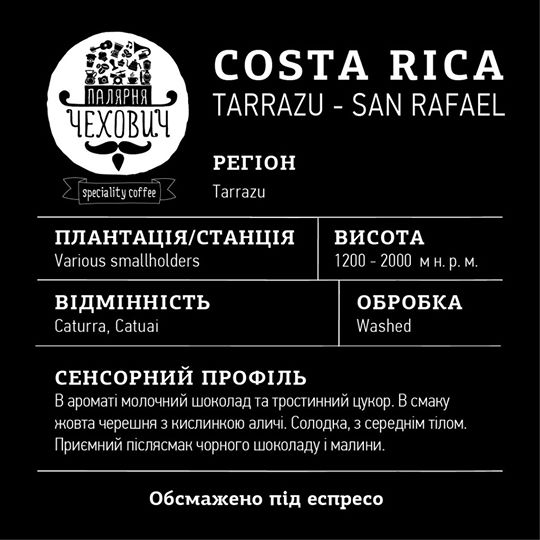 ПАЛЯРНЯ
ЧЕХОВИЧ
speciality coffee
COSTA RICA
TARRAZU - SAN RAFAEL
РЕГІОН
Tarrazu
ПЛАНТАЦІЯ/СТАНЦІЯ
Various smallholders
ВИСОТА
1200 - 2000 м н. р. м.
ВІДМІННІСТЬ
Caturra, Catuai
ОБРОБКА
Washed
СЕНСОРНИЙ ПРОФІЛЬ
В ароматі молочний шоколад та тростинний цукор. В смаку
жовта черешня з кислинкою аличі. Солодка, з середнім тілом.
Приємний післясмак чорного шоколаду і малини.
Обсмажено під еспресо